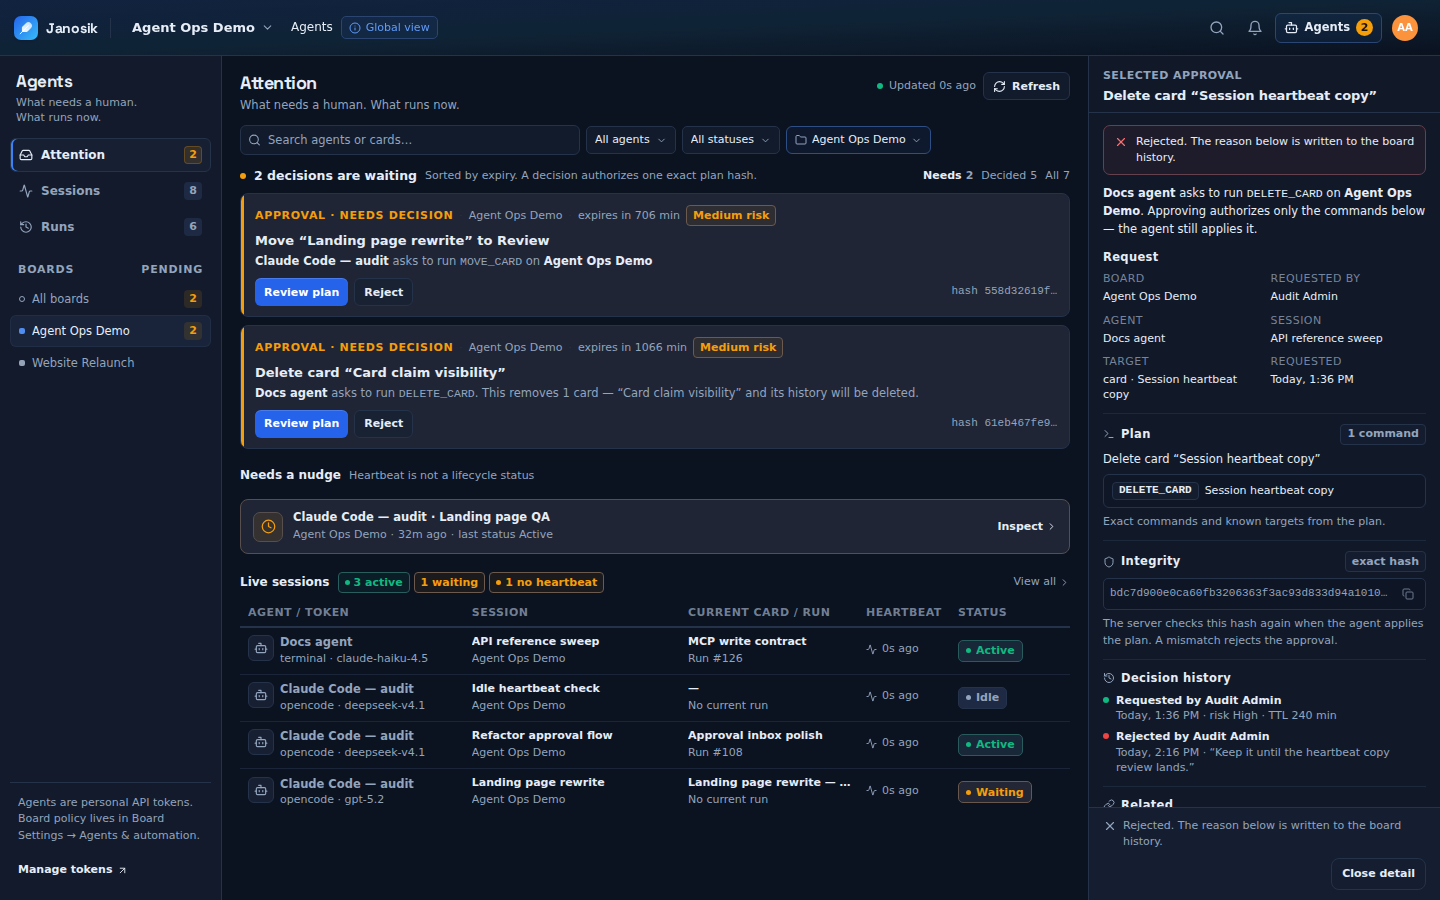 Janosik
Agent Ops Demo
Agents
Global view
Agents 2
AA
Agents
What needs a human.
What runs now.
Attention 2
Sessions 8
Runs 6
BOARDS PENDING
All boards 2
Agent Ops Demo 2
Website Relaunch
Agents are personal API tokens.
Board policy lives in Board
Settings → Agents & automation.
Manage tokens
Attention
What needs a human. What runs now.
Updated 0s ago
Refresh
Search agents or cards...
All agents
All statuses
Agent Ops Demo
2 decisions are waiting Sorted by expiry. A decision authorizes one exact plan hash.
Needs 2 Decided 5 All 7
APPROVAL · NEEDS DECISION Agent Ops Demo expires in 706 min Medium risk
Move “Landing page rewrite” to Review
Claude Code — audit asks to run MOVE_CARD on Agent Ops Demo
Review plan Reject hash 558d32619f…
APPROVAL · NEEDS DECISION Agent Ops Demo expires in 1066 min Medium risk
Delete card “Card claim visibility”
Docs agent asks to run DELETE_CARD. This removes 1 card — “Card claim visibility” and its history will be deleted.
Review plan Reject hash 61eb467fe9…
Needs a nudge Heartbeat is not a lifecycle status
Claude Code — audit · Landing page QA
Agent Ops Demo · 32m ago · last status Active
Inspect
Live sessions 3 active 1 waiting 1 no heartbeat View all
AGENT / TOKEN SESSION CURRENT CARD / RUN HEARTBEAT STATUS
Docs agent API reference sweep MCP write contract 0s ago Active
terminal · claude-haiku-4.5 Agent Ops Demo Run #126
Claude Code — audit Idle heartbeat check — 0s ago Idle
opencode · deepseek-v4.1 Agent Ops Demo No current run
Claude Code — audit Refactor approval flow Approval inbox polish 0s ago Active
opencode · deepseek-v4.1 Agent Ops Demo Run #108
Claude Code — audit Landing page rewrite Landing page rewrite — … 0s ago Waiting
opencode · gpt-5.2 Agent Ops Demo No current run
SELECTED APPROVAL
Delete card “Session heartbeat copy”
Rejected. The reason below is written to the board
history.
Docs agent asks to run DELETE_CARD on Agent Ops
Demo. Approving authorizes only the commands below
— the agent still applies it.
Request
BOARD REQUESTED BY
Agent Ops Demo Audit Admin
AGENT SESSION
Docs agent API reference sweep
TARGET REQUESTED
card · Session heartbeat Today, 1:36 PM
copy
Plan 1 command
Delete card “Session heartbeat copy”
DELETE_CARD Session heartbeat copy
Exact commands and known targets from the plan.
Integrity exact hash
bdc7d900e0ca60fb3206363f3ac93d833d94a1010…
The server checks this hash again when the agent applies
the plan. A mismatch rejects the approval.
Decision history
Requested by Audit Admin
Today, 1:36 PM · risk High · TTL 240 min
Rejected by Audit Admin
Today, 2:16 PM · “Keep it until the heartbeat copy
review lands.”
Related
Rejected. The reason below is written to the board
history.
Close detail